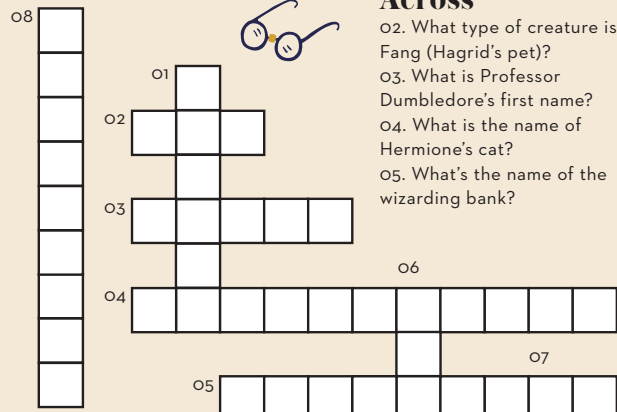 Across
02. What type of creature is
Fang (Hagrid's pet)?
03. What is Professor
Dumbledore's first name?
04. What is the name of
Hermione's cat?
05. What's the name of the
wizarding bank?
08
01
02
03
06
04
07
05